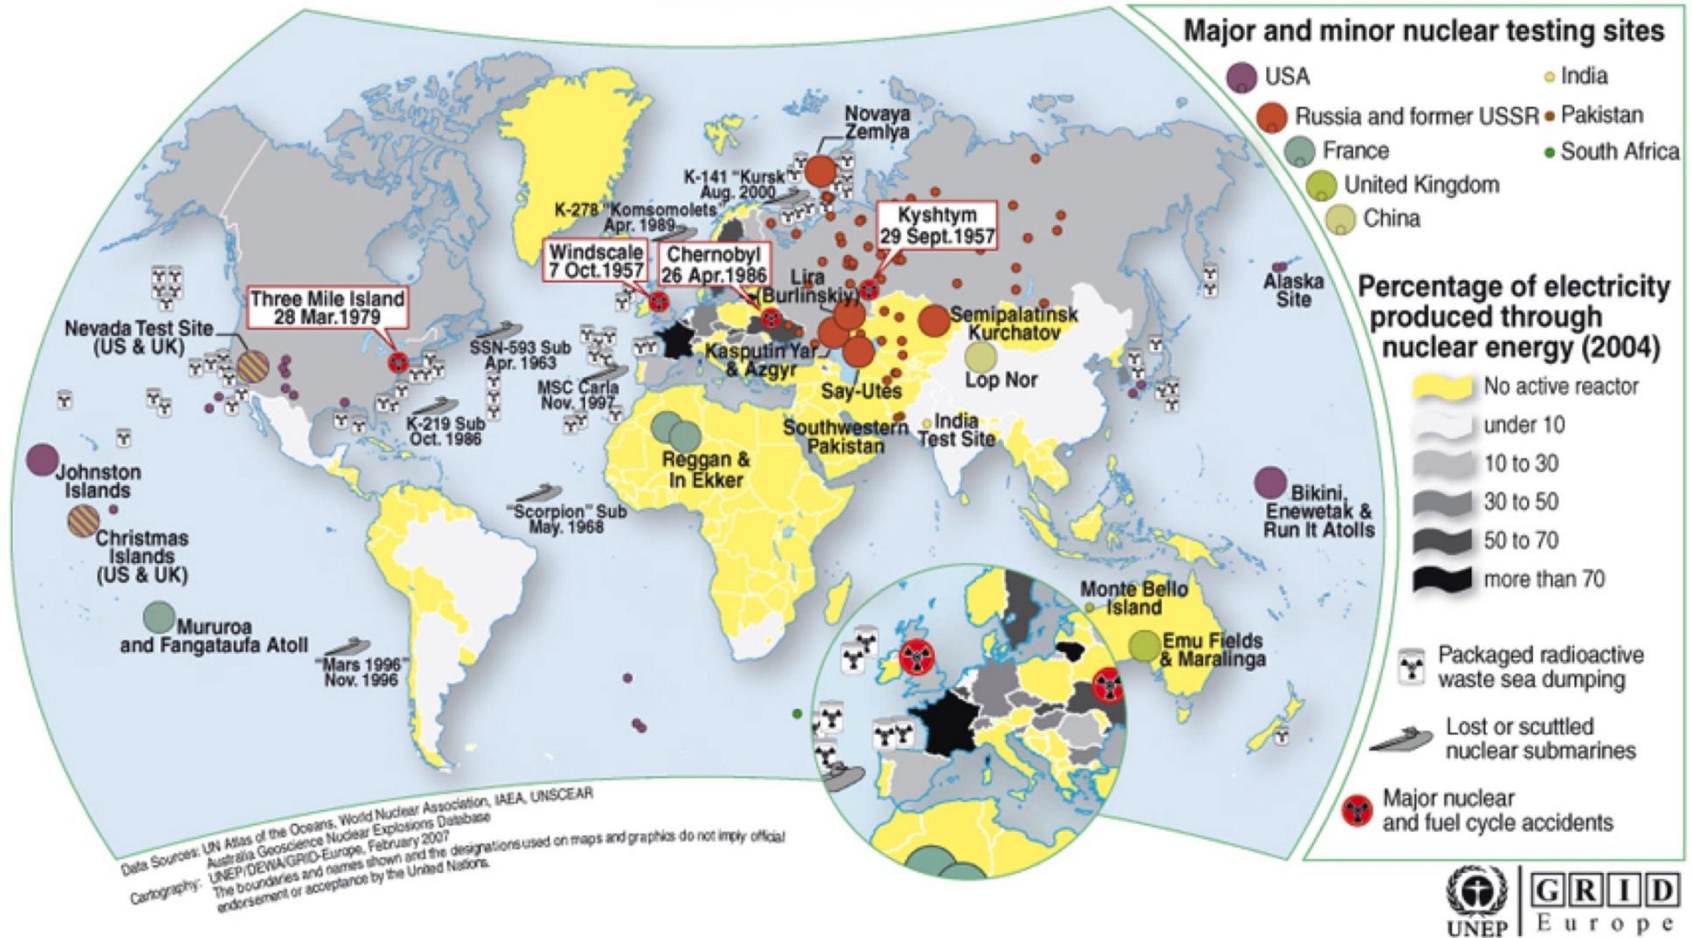 Major and minor nuclear testing sites
USA
India
Russia and former USSR
Pakistan
France
South Africa
United Kingdom
China
Percentage of electricity
produced through
nuclear energy (2004)
No active reactor
under 10
10 to 30
30 to 50
50 to 70
more than 70
Packaged radioactive
waste sea dumping
Lost or scuttled
nuclear submarines
Major nuclear
and fuel cycle accidents
Novaya
Zemlya
K-141 "Kursk"
Aug. 2000
K-278 "Komsomolets"
Apr. 1989
Kyshtym
29 Sept.1957
Windscale
7 Oct.1957
Chernobyl
26 Apr.1986
Lira
(Burlinskiy)
Alaska
Site
Three Mile Island
28 Mar.1979
Nevada Test Site
(US & UK)
SSN-593 Sub
Apr. 1963
Semipalatinsk
Kurchatov
Kasputin Yar
& Azgyr
Lop Nor
MSC Carla
Nov. 1997
Say-Utes
K-219 Sub
Oct. 1986
Southwestern
Pakistan
India
Test Site
Reggan &
In Ekker
Johnston
Islands
"Scorpion" Sub
May. 1968
Bikini,
Enewetak &
Run It Atolls
Christmas
Islands
(US & UK)
Monte Bello
Island
Mururoa
and Fangataufa Atoll
Emu Fields
& Maralinga
"Mars 1996"
Nov. 1996
Data Sources: UN Atlas of the Oceans, World Nuclear Association, IAEA, UNSCEAR
Australia Geoscience Nuclear Explosions Database
Cartography: UNEP/DEWA/GRID-Europe, February 2007
The boundaries and names shown and the designations used on maps and graphics do not imply official
endorsement or acceptance by the United Nations.
UNEP
GRID
Europe